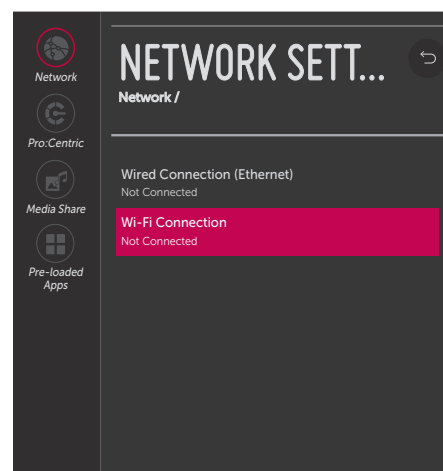 Network
Pro:Centric
Media Share
Pre-loaded
Apps
NETWORK SETT...
Network /
Wired Connection (Ethernet)
Not Connected
Wi-Fi Connection
Not Connected